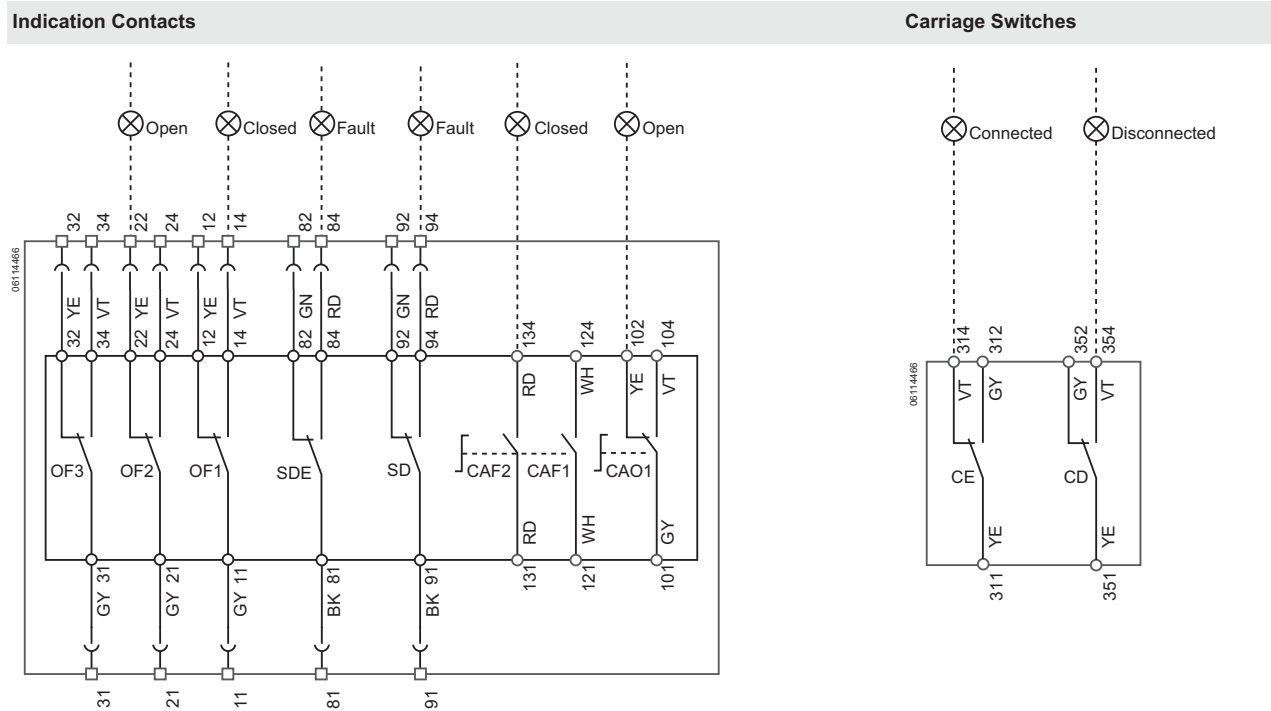 Indication Contacts
Carriage Switches
Open
Closed
Fault
Fault
Closed
Open
Connected
Disconnected
32
34
22
24
12
14
82
84
92
94
06114466
YE
VT
YE
VT
YE
VT
GN
RD
GN
RD
32
34
22
24
12
14
82
84
92
94
134
124
102
104
RD
WH
YE
VT
OF3
OF2
OF1
SDE
SD
CAF2
CAF1
CAO1
RD
WH
GY
GY 31
GY 21
GY 11
BK 81
BK 91
131
121
101
31
21
11
81
91
314
312
352
354
06114466
VT
GY
GY
VT
CE
CD
YE
YE
311
351